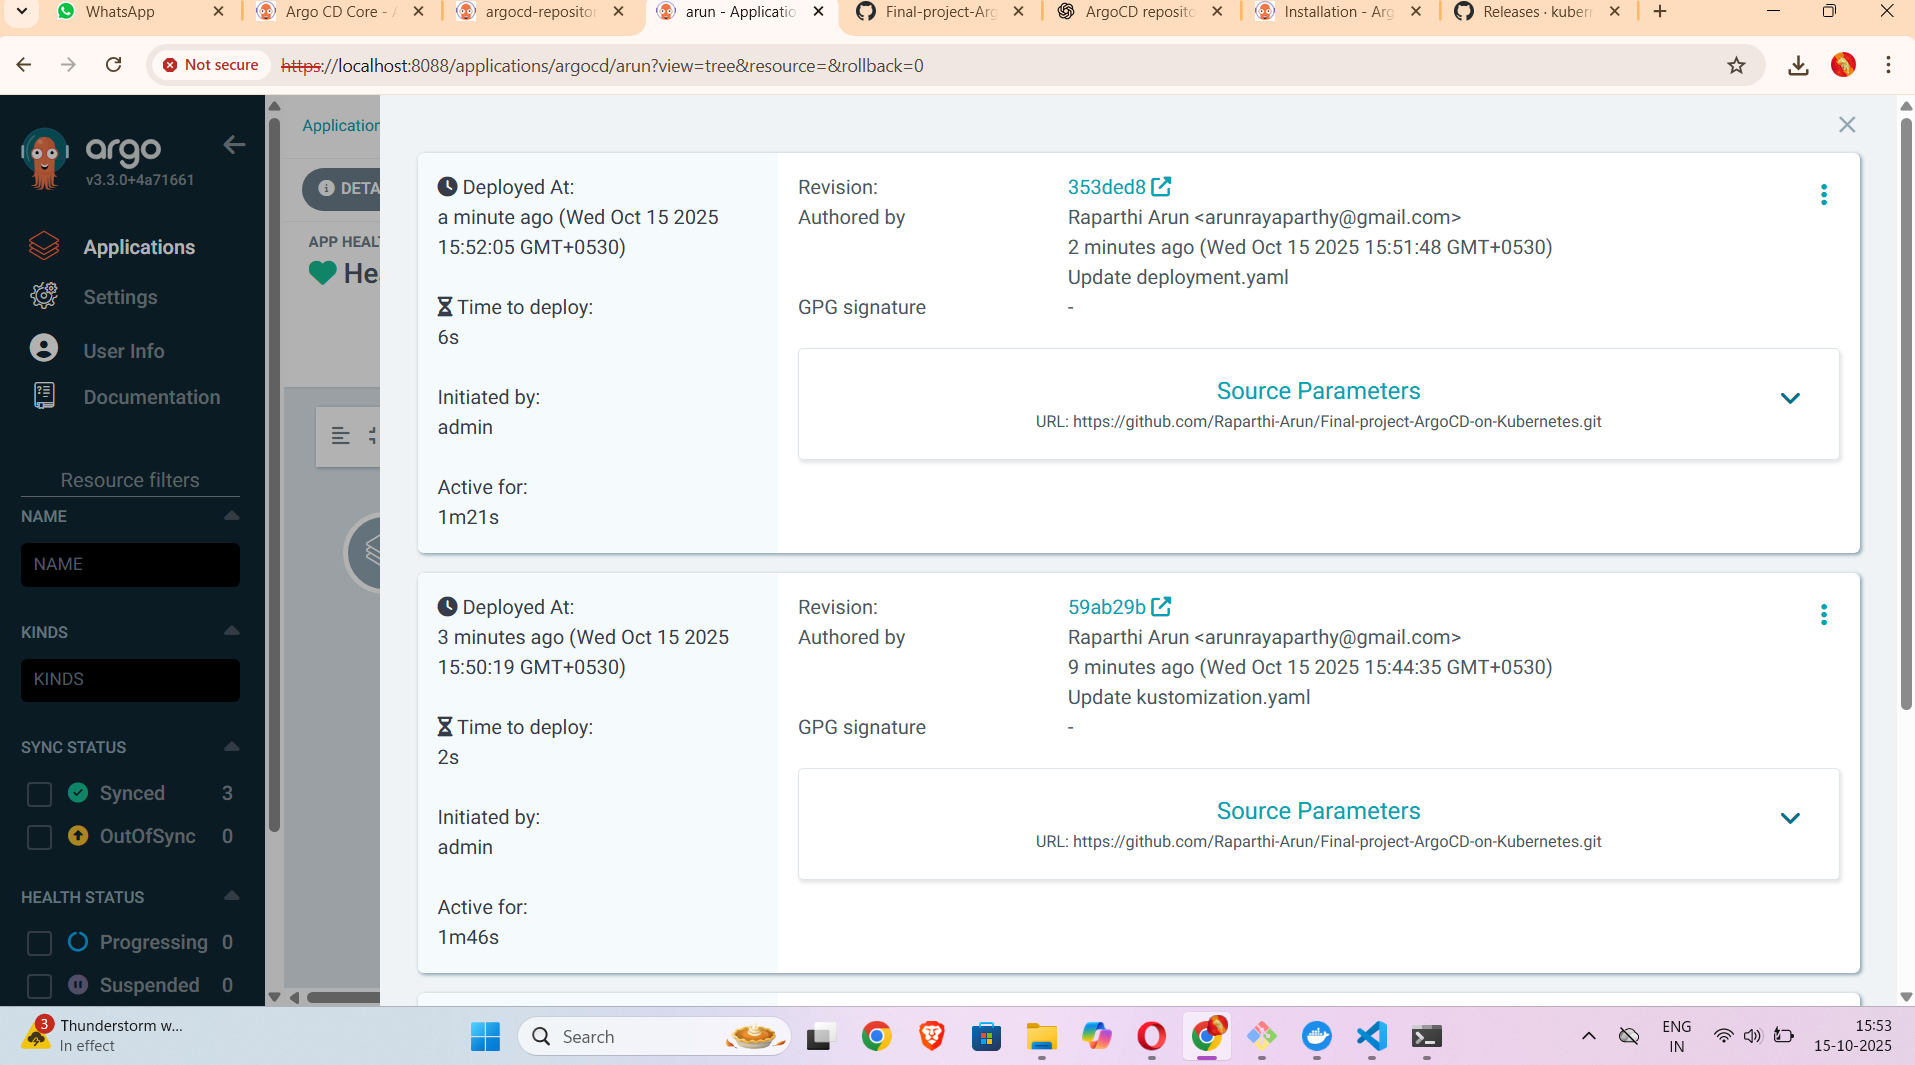 WhatsApp
Argo CD Core - A
argocd-repositor
arun - Applicatio
Final-project-Arg
ArgoCD reposito
Installation - Arg
Releases · kubern
Not secure
https://localhost:8088/applications/argocd/arun?view=tree&resource=&rollback=0
argo
v3.3.0+4a71661
Applications
Settings
User Info
Documentation
Resource filters
NAME
NAME
KINDS
KINDS
SYNC STATUS
Synced 3
OutOfSync 0
HEALTH STATUS
Progressing 0
Suspended 0
Application
DETA
APP HEAL
Hea
Deployed At:
a minute ago (Wed Oct 15 2025
15:52:05 GMT+0530)
Time to deploy:
6s
Initiated by:
admin
Active for:
1m21s
Revision: 353ded8
Authored by Raparthi Arun <arunrayaparthy@gmail.com>
2 minutes ago (Wed Oct 15 2025 15:51:48 GMT+0530)
Update deployment.yaml
GPG signature -
Source Parameters
URL: https://github.com/Raparthi-Arun/Final-project-ArgoCD-on-Kubernetes.git
Deployed At:
3 minutes ago (Wed Oct 15 2025
15:50:19 GMT+0530)
Time to deploy:
2s
Initiated by:
admin
Active for:
1m46s
Revision: 59ab29b
Authored by Raparthi Arun <arunrayaparthy@gmail.com>
9 minutes ago (Wed Oct 15 2025 15:44:35 GMT+0530)
Update kustomization.yaml
GPG signature -
Source Parameters
URL: https://github.com/Raparthi-Arun/Final-project-ArgoCD-on-Kubernetes.git
3
Thunderstorm w...
In effect
Search
ENG
IN
15:53
15-10-2025